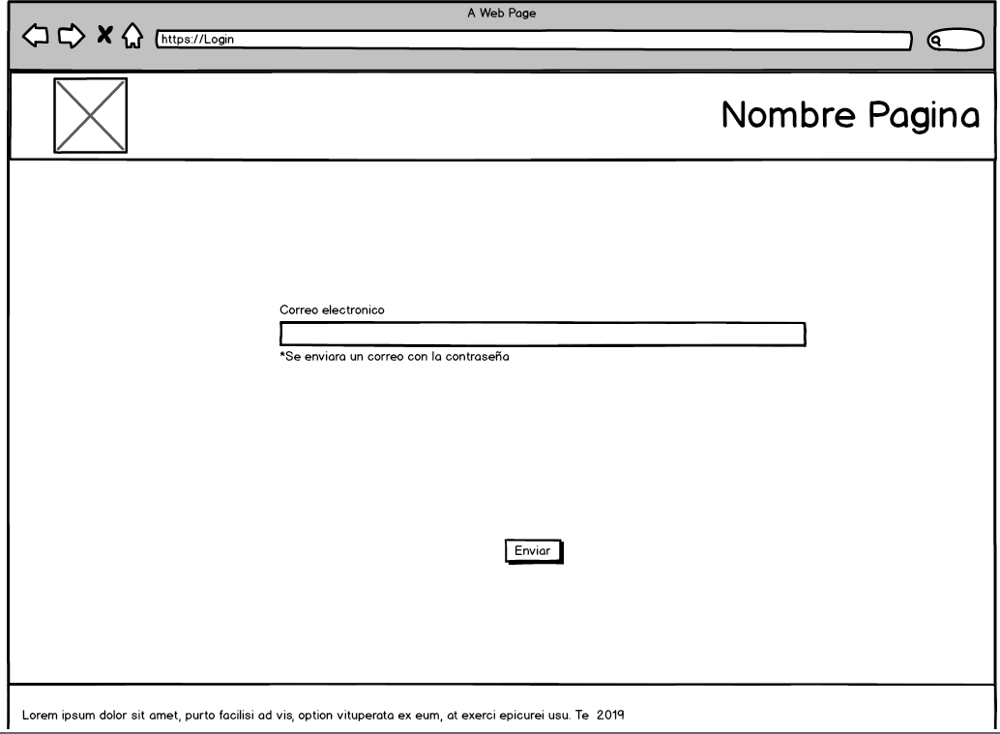 A Web Page
https://Login
Nombre Pagina
Correo electronico
*Se enviara un correo con la contraseña
Enviar
Lorem ipsum dolor sit amet, purto facilisi ad vis, option vituperata ex eum, at exerci epicurei usu. Te 2019